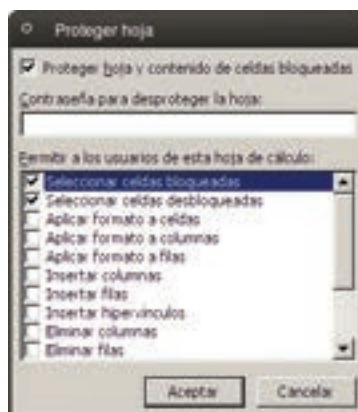 Proteger hoja
Proteger hoja y contenido de celdas bloqueadas
Contraseña para desproteger la hoja:
Permitir a los usuarios de esta hoja de cálculo:
Seleccionar celdas bloqueadas
Seleccionar celdas desbloqueadas
Aplicar formato a celdas
Aplicar formato a columnas
Aplicar formato a filas
Insertar columnas
Insertar filas
Insertar hipervínculos
Eliminar columnas
Eliminar filas
Aceptar Cancelar